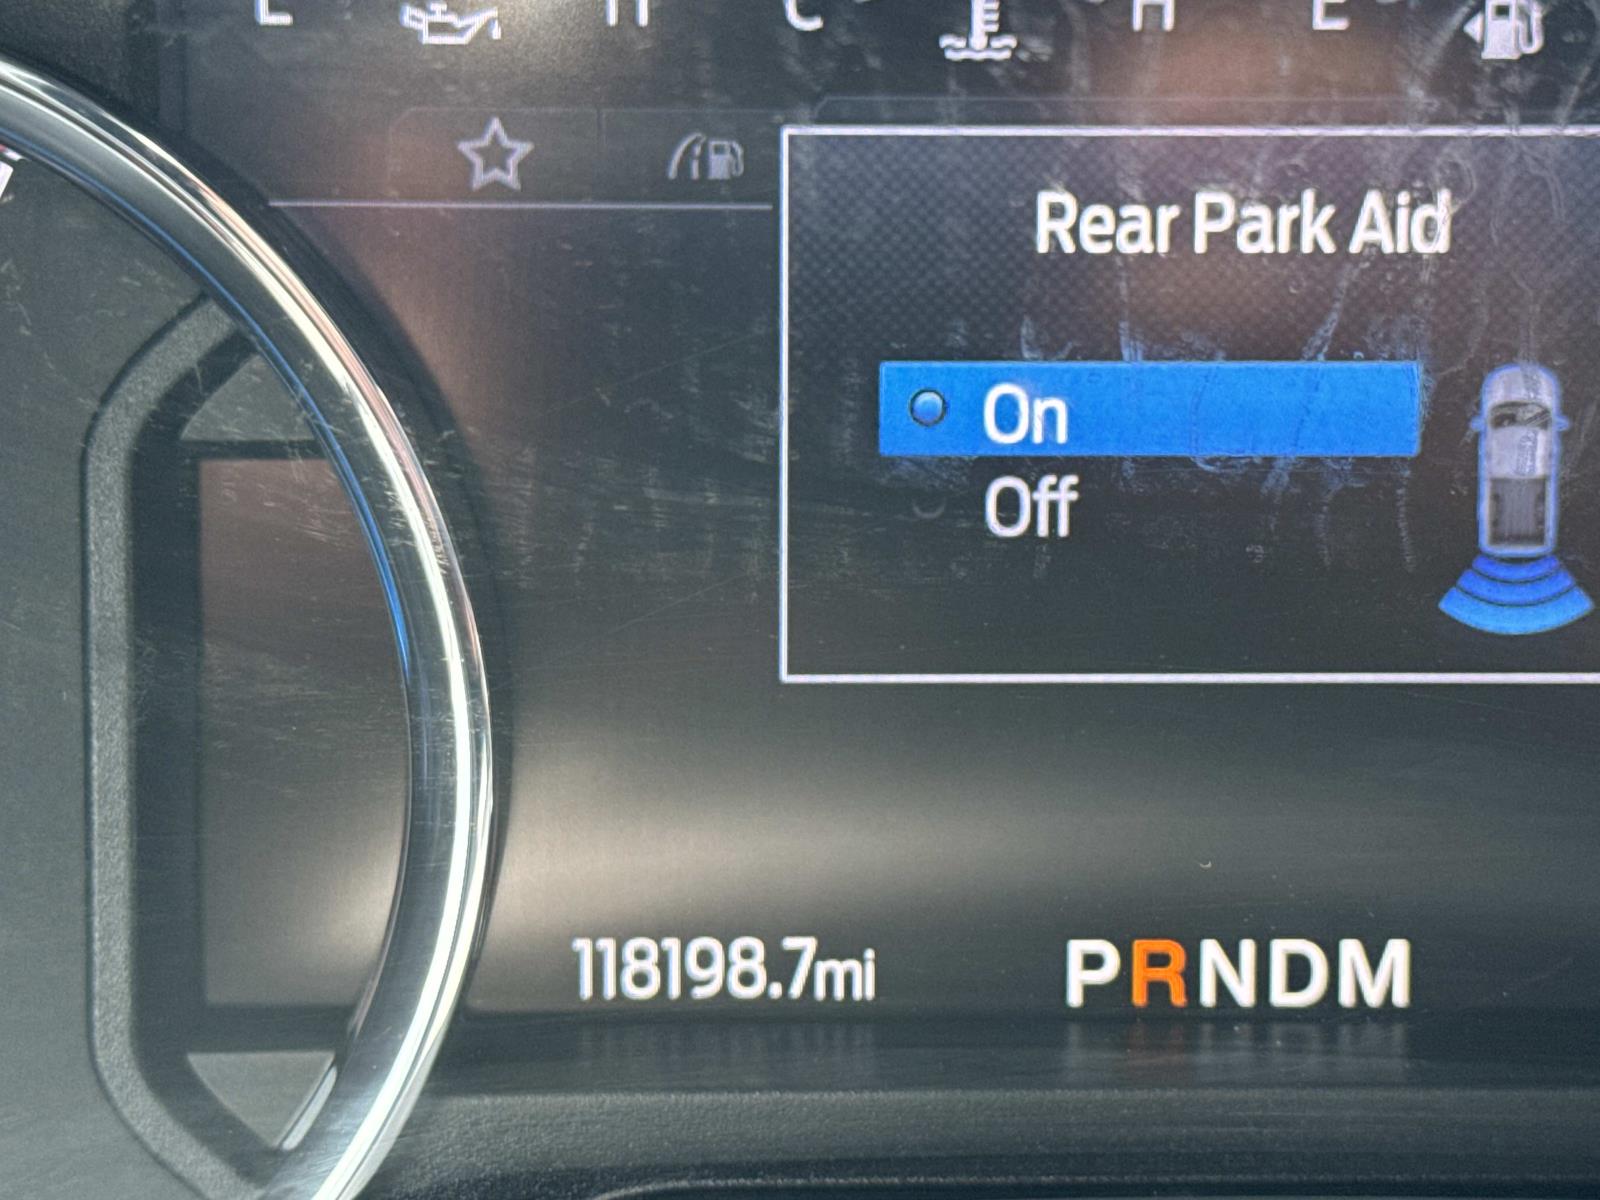 L H C H E
Rear Park Aid
On
Off
118198.7mi
PRNDM